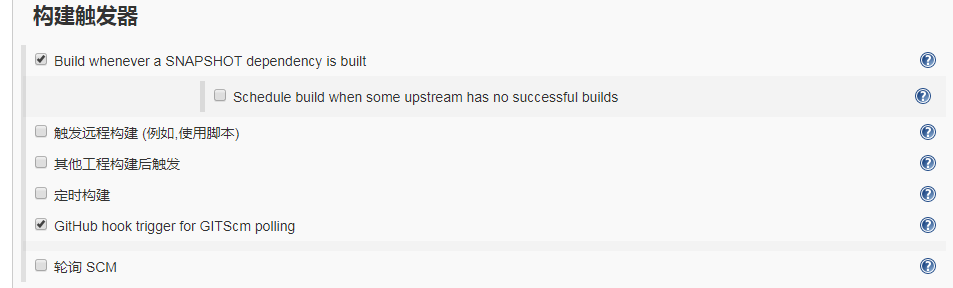 构建触发器
Build whenever a SNAPSHOT dependency is built
Schedule build when some upstream has no successful builds
触发远程构建 (例如,使用脚本)
其他工程构建后触发
定时构建
GitHub hook trigger for GITScm polling
轮询 SCM